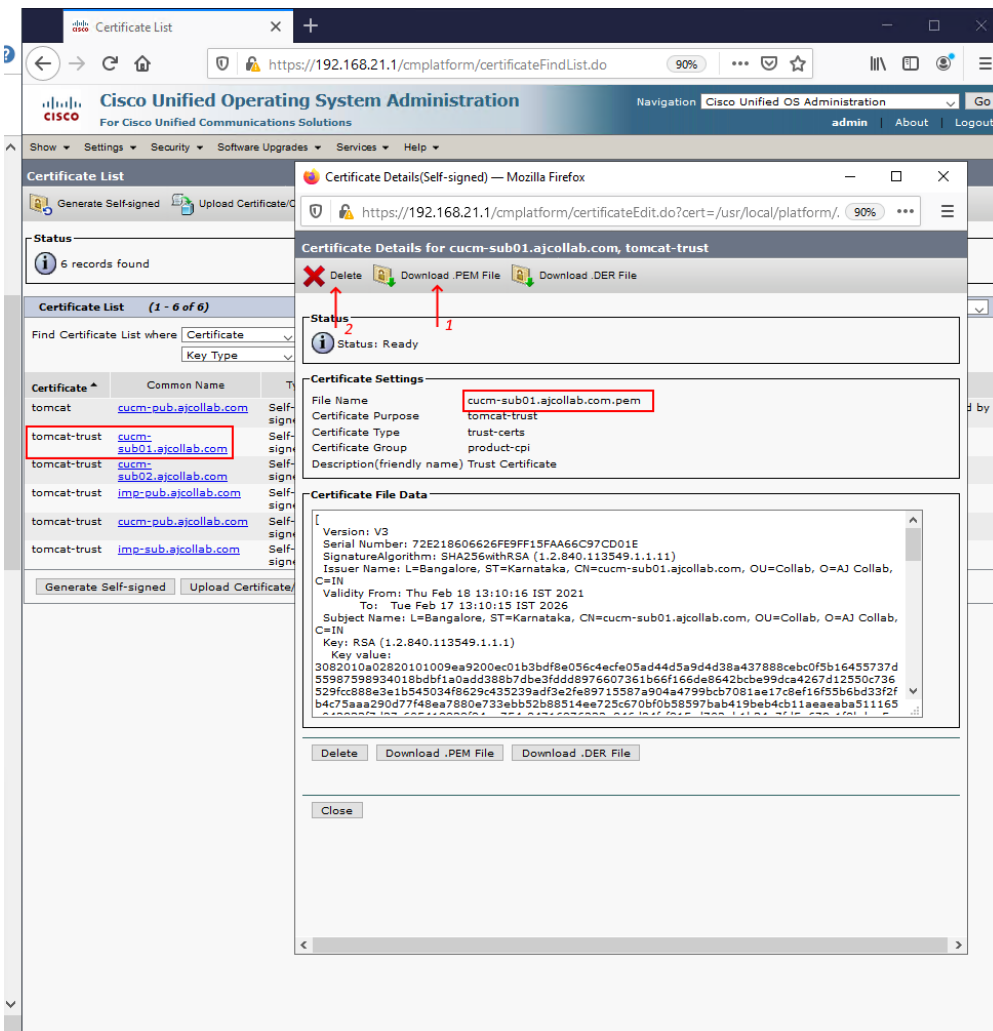 Certificate List
https://192.168.21.1/cmplatform/certificateFindList.do
90%
cisco
Cisco Unified Operating System Administration
For Cisco Unified Communications Solutions
Navigation Cisco Unified OS Administration Go
admin About Logout
Show Settings Security Software Upgrades Services Help
Certificate List
Generate Self-signed Upload Certificate/C
Status
6 records found
Certificate List (1 - 6 of 6)
Find Certificate List where Certificate
Key Type
Certificate Common Name
tomcat cucm-pub.ajcollab.com Self-
signe
d by
tomcat-trust cucm-
sub01.ajcollab.com Self-
signe
tomcat-trust cucm-
sub02.ajcollab.com Self-
signe
tomcat-trust imp-pub.ajcollab.com Self-
signe
tomcat-trust cucm-pub.ajcollab.com Self-
signe
tomcat-trust imp-sub.ajcollab.com Self-
signe
Generate Self-signed Upload Certificate/
Certificate Details(Self-signed) — Mozilla Firefox
https://192.168.21.1/cmplatform/certificateEdit.do?cert=/usr/local/platform/. 90%
Certificate Details for cucm-sub01.ajcollab.com, tomcat-trust
Delete Download .PEM File Download .DER File
2 1
Status
Status: Ready
Certificate Settings
File Name cucm-sub01.ajcollab.com.pem
Certificate Purpose tomcat-trust
Certificate Type trust-certs
Certificate Group product-cpi
Description(friendly name) Trust Certificate
Certificate File Data
[
Version: V3
Serial Number: 72E218606626FE9FF15FAA66C97CD01E
SignatureAlgorithm: SHA256withRSA (1.2.840.113549.1.1.11)
Issuer Name: L=Bangalore, ST=Karnataka, CN=cucm-sub01.ajcollab.com, OU=Collab, O=AJ Collab,
C=IN
Validity From: Thu Feb 18 13:10:16 IST 2021
To: Tue Feb 17 13:10:15 IST 2026
Subject Name: L=Bangalore, ST=Karnataka, CN=cucm-sub01.ajcollab.com, OU=Collab, O=AJ Collab,
C=IN
Key: RSA (1.2.840.113549.1.1.1)
Key value:
3082010a02820101009ea9200ec01b3bdf8e056c4ecfe05ad44d5a9d4d38a437888cebc0f5b16455737d
55987598934018bdbf1a0add388b7dbe3fddd8976607361b66f166de8642bcbe99dca4267d12550c736
529fcc888e3e1b545034f8629c435239adf3e2fe89715587a904a4799bcb7081ae17c8ef16f55b6bd33f2f
b4c75aaa290d77f48ea7880e733ebb52b88514ee725c670bf0b58597bab419beb4cb11aeaeaba511165
Delete Download .PEM File Download .DER File
Close